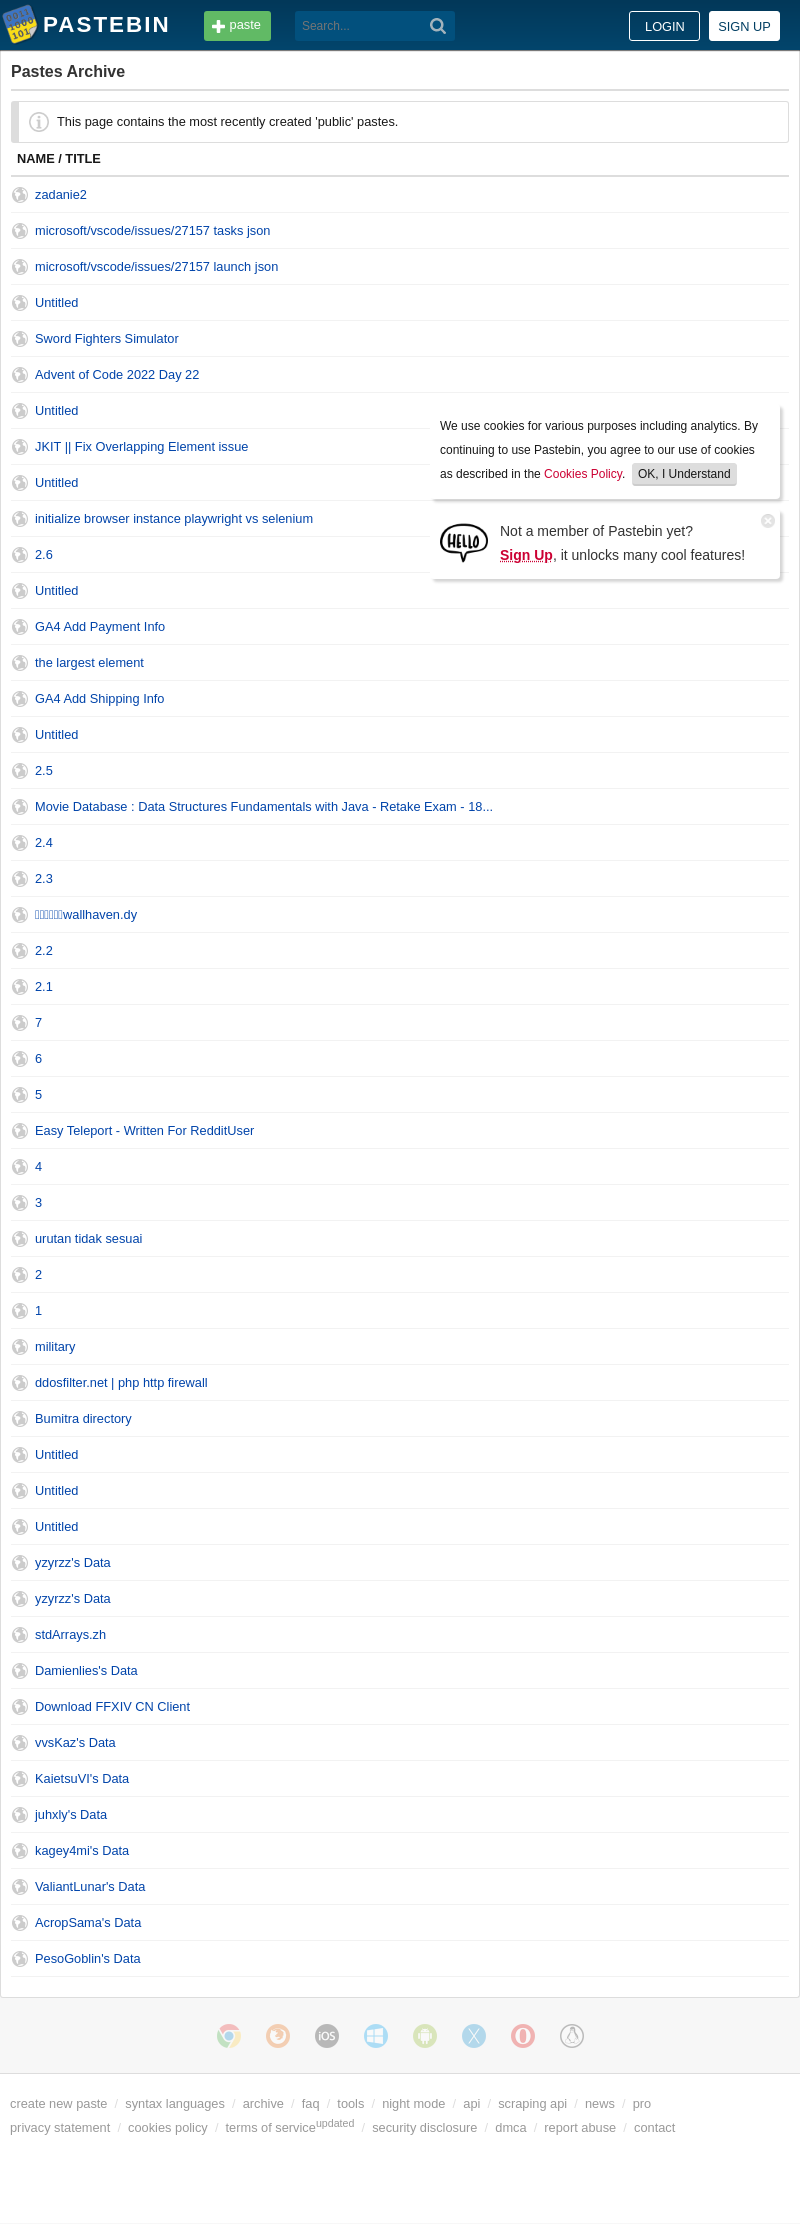 PASTEBIN paste Search... LOGIN SIGN UP
Pastes Archive
This page contains the most recently created 'public' pastes.
NAME / TITLE
zadanie2
microsoft/vscode/issues/27157 tasks json
microsoft/vscode/issues/27157 launch json
Untitled
Sword Fighters Simulator
Advent of Code 2022 Day 22
Untitled
JKIT || Fix Overlapping Element issue
Untitled
initialize browser instance playwright vs selenium
2.6
Untitled
We use cookies for various purposes including analytics. By
continuing to use Pastebin, you agree to our use of cookies
as described in the Cookies Policy. OK, I Understand
HELLO
Not a member of Pastebin yet?
Sign Up, it unlocks many cool features!
GA4 Add Payment Info
the largest element
GA4 Add Shipping Info
Untitled
2.5
Movie Database : Data Structures Fundamentals with Java - Retake Exam - 18...
2.4
2.3
wallhaven.dy
2.2
2.1
7
6
5
Easy Teleport - Written For RedditUser
4
3
urutan tidak sesuai
2
1
military
ddosfilter.net | php http firewall
Bumitra directory
Untitled
Untitled
Untitled
yzyrzz's Data
yzyrzz's Data
stdArrays.zh
Damienlies's Data
Download FFXIV CN Client
vvsKaz's Data
KaietsuVI's Data
juhxly's Data
kagey4mi's Data
ValiantLunar's Data
AcropSama's Data
PesoGoblin's Data
iOS
create new paste / syntax languages / archive / faq / tools / night mode / api / scraping api / news / pro
privacy statement / cookies policy / terms of service updated / security disclosure / dmca / report abuse / contact